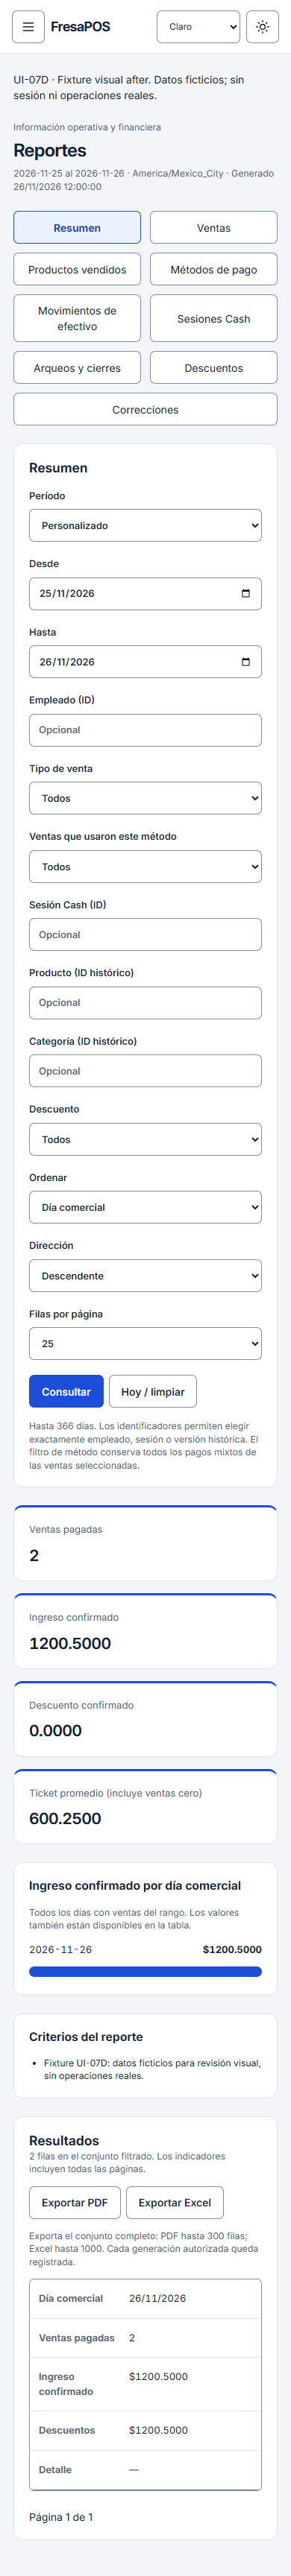 FresaPOS
Claro
UI-07D · Fixture visual after. Datos ficticios; sin
sesión ni operaciones reales.
Información operativa y financiera
Reportes
2026-11-25 to 2026-11-26 · America/Mexico_City · Generado
26/11/2026 12:00:00
Resumen
Ventas
Productos vendidos
Métodos de pago
Movimientos de
efectivo
Sesiones Cash
Arqueos y cierres
Descuentos
Correcciones
Resumen
Período
Personalizado
Desde
25/11/2026
Hasta
26/11/2026
Empleado (ID)
Opcional
Tipo de venta
Todos
Ventas que usaron este método
Todos
Sesión Cash (ID)
Opcional
Producto (ID histórico)
Opcional
Categoría (ID histórico)
Opcional
Descuento
Todos
Ordenar
Día comercial
Dirección
Descendente
Filas por página
25
Consultar
Hoy / limpiar
Hasta 366 días. Los identificadores permiten elegir
exactamente empleado, sesión o versión histórica. El
filtro de método conserva todos los pagos mixtos de
las ventas seleccionadas.
Ventas pagadas
2
Ingreso confirmado
1200.5000
Descuento confirmado
0.0000
Ticket promedio (incluye ventas cero)
600.2500
Ingreso confirmado por día comercial
Todos los días con ventas del rango. Los valores
también están disponibles en la tabla.
2026-11-26 $1200.5000
Criterios del reporte
• Fixture UI-07D: datos ficticios para revisión visual,
sin operaciones reales.
Resultados
2 filas en el conjunto filtrado. Los indicadores
incluyen todas las páginas.
Exportar PDF
Exportar Excel
Exporta el conjunto completo: PDF hasta 300 filas;
Excel hasta 1000. Cada generación autorizada queda
registrada.
Día comercial 26/11/2026
Ventas pagadas 2
Ingreso $1200.5000
confirmado
Descuentos $1200.5000
Detalle —
Página 1 de 1